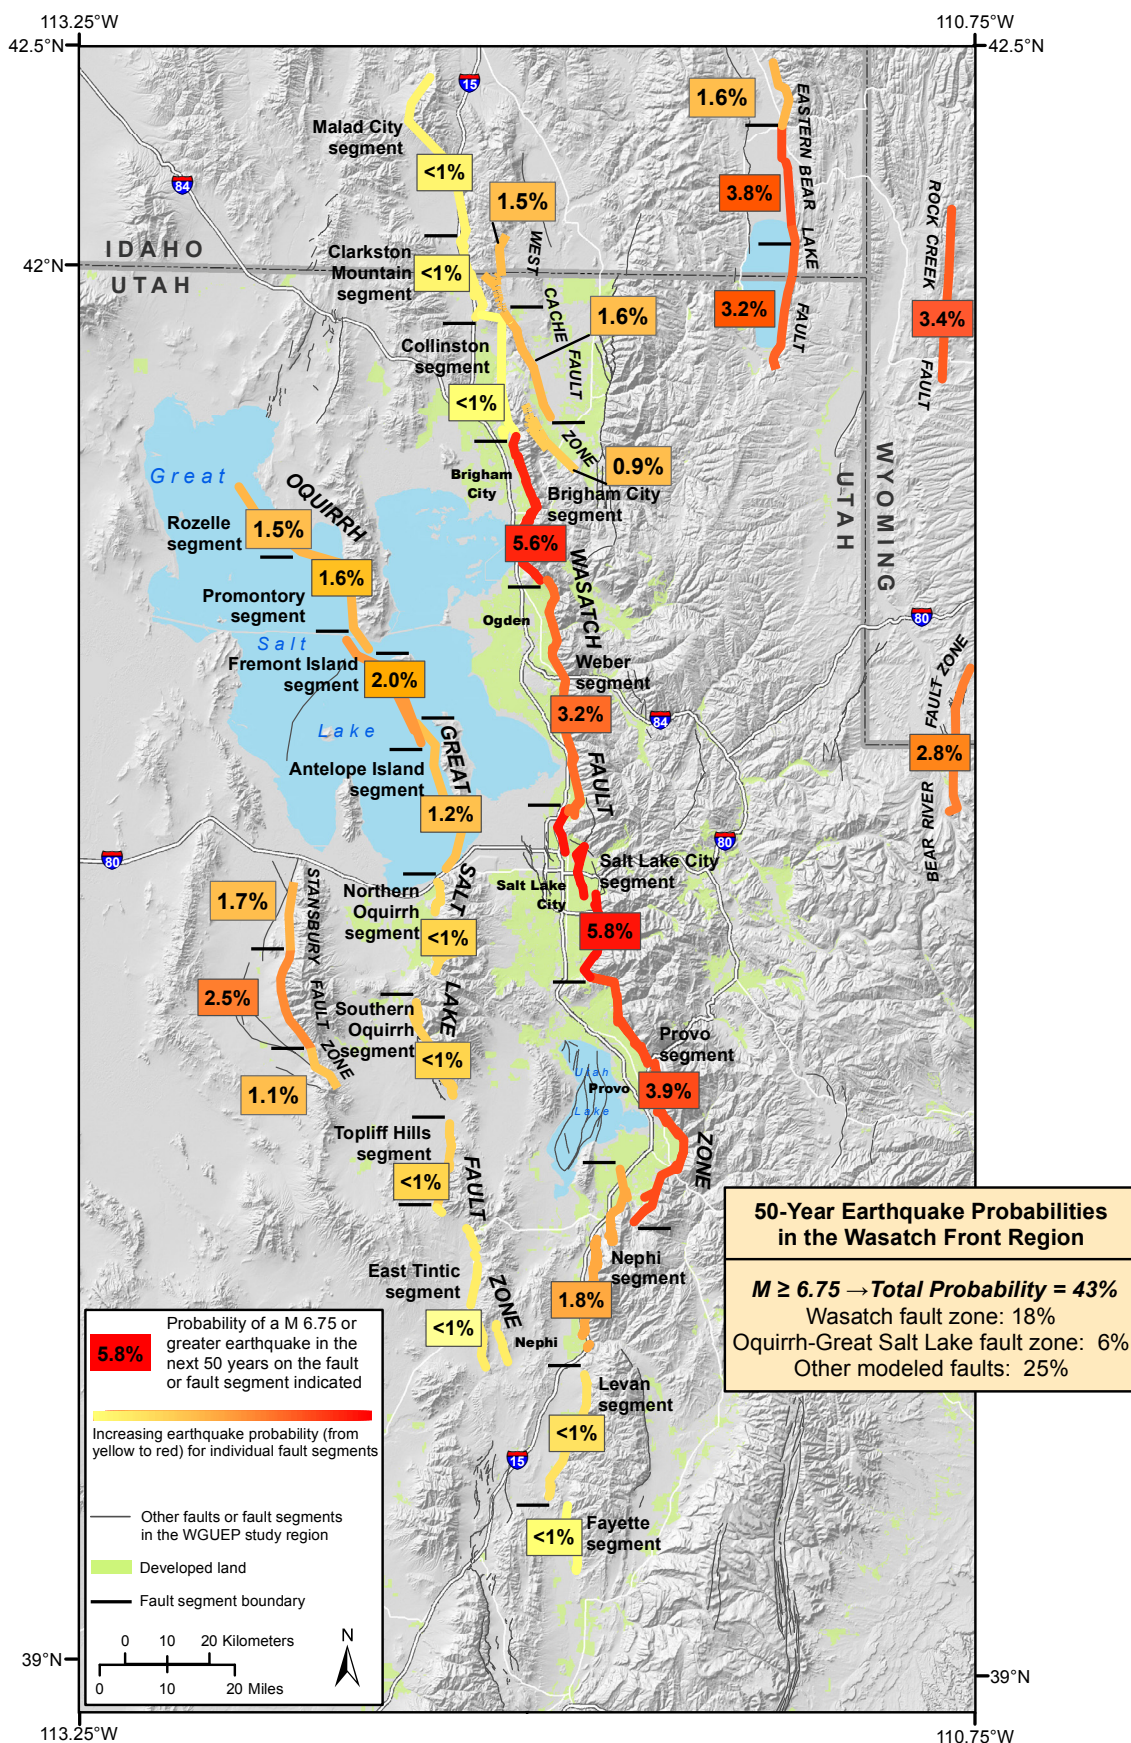 113.25°W
110.75°W
42.5°N
42.5°N
15
1.6%
EASTERN BEAR LAKE FAULT
Malad City
segment
84
<1%
3.8%
ROCK CREEK FAULT
1.5%
WEST CACHE FAULT ZONE
IDAHO
UTAH
42°N
Clarkston
Mountain
segment
<1%
3.2%
3.4%
1.6%
Collinston
segment
<1%
0.9%
UTAH
WYOMING
Brigham
City
Brigham City
segment
Great
Salt
Lake
OQUIRRH GREAT SALT LAKE FAULT ZONE
Rozelle
segment
1.5%
5.6%
WASATCH FAULT ZONE
1.6%
Promontory
segment
Ogden
80
Fremont Island
segment
2.0%
Weber
segment
BEAR RIVER FAULT ZONE
3.2%
84
2.8%
Antelope Island
segment
1.2%
80
80
Salt Lake City
segment
Salt Lake
City
Northern
Oquirrh
segment
1.7%
STANSBURY FAULT ZONE
<1%
5.8%
2.5%
Southern
Oquirrh
segment
<1%
Provo
segment
Utah
Lake
Provo
3.9%
1.1%
Topliff Hills
segment
<1%
50-Year Earthquake Probabilities
in the Wasatch Front Region
M ≥ 6.75 →Total Probability = 43%
Wasatch fault zone: 18%
Oquirrh-Great Salt Lake fault zone: 6%
Other modeled faults: 25%
Nephi
segment
East Tintic
segment
1.8%
<1%
Nephi
Levan
segment
<1%
15
Fayette
segment
<1%
5.8%
Probability of a M 6.75 or
greater earthquake in the
next 50 years on the fault
or fault segment indicated
Increasing earthquake probability (from
yellow to red) for individual fault segments
Other faults or fault segments
in the WGUEP study region
Developed land
Fault segment boundary
0 10 20 Kilometers
0 10 20 Miles
N
39°N
39°N
113.25°W
110.75°W